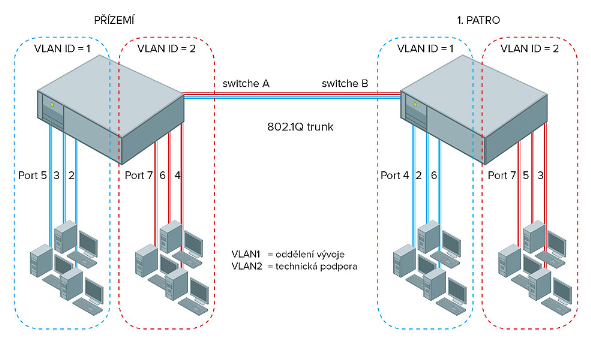 PŘÍZEMÍ
1. PATRO
VLAN ID = 1
VLAN ID = 2
VLAN ID = 1
VLAN ID = 2
switche A
switche B
802.1Q trunk
Port 5 3 2
Port 7 6 4
Port 4 2 6
Port 7 5 3
VLAN1 = oddělení vývoje
VLAN2 = technická podpora